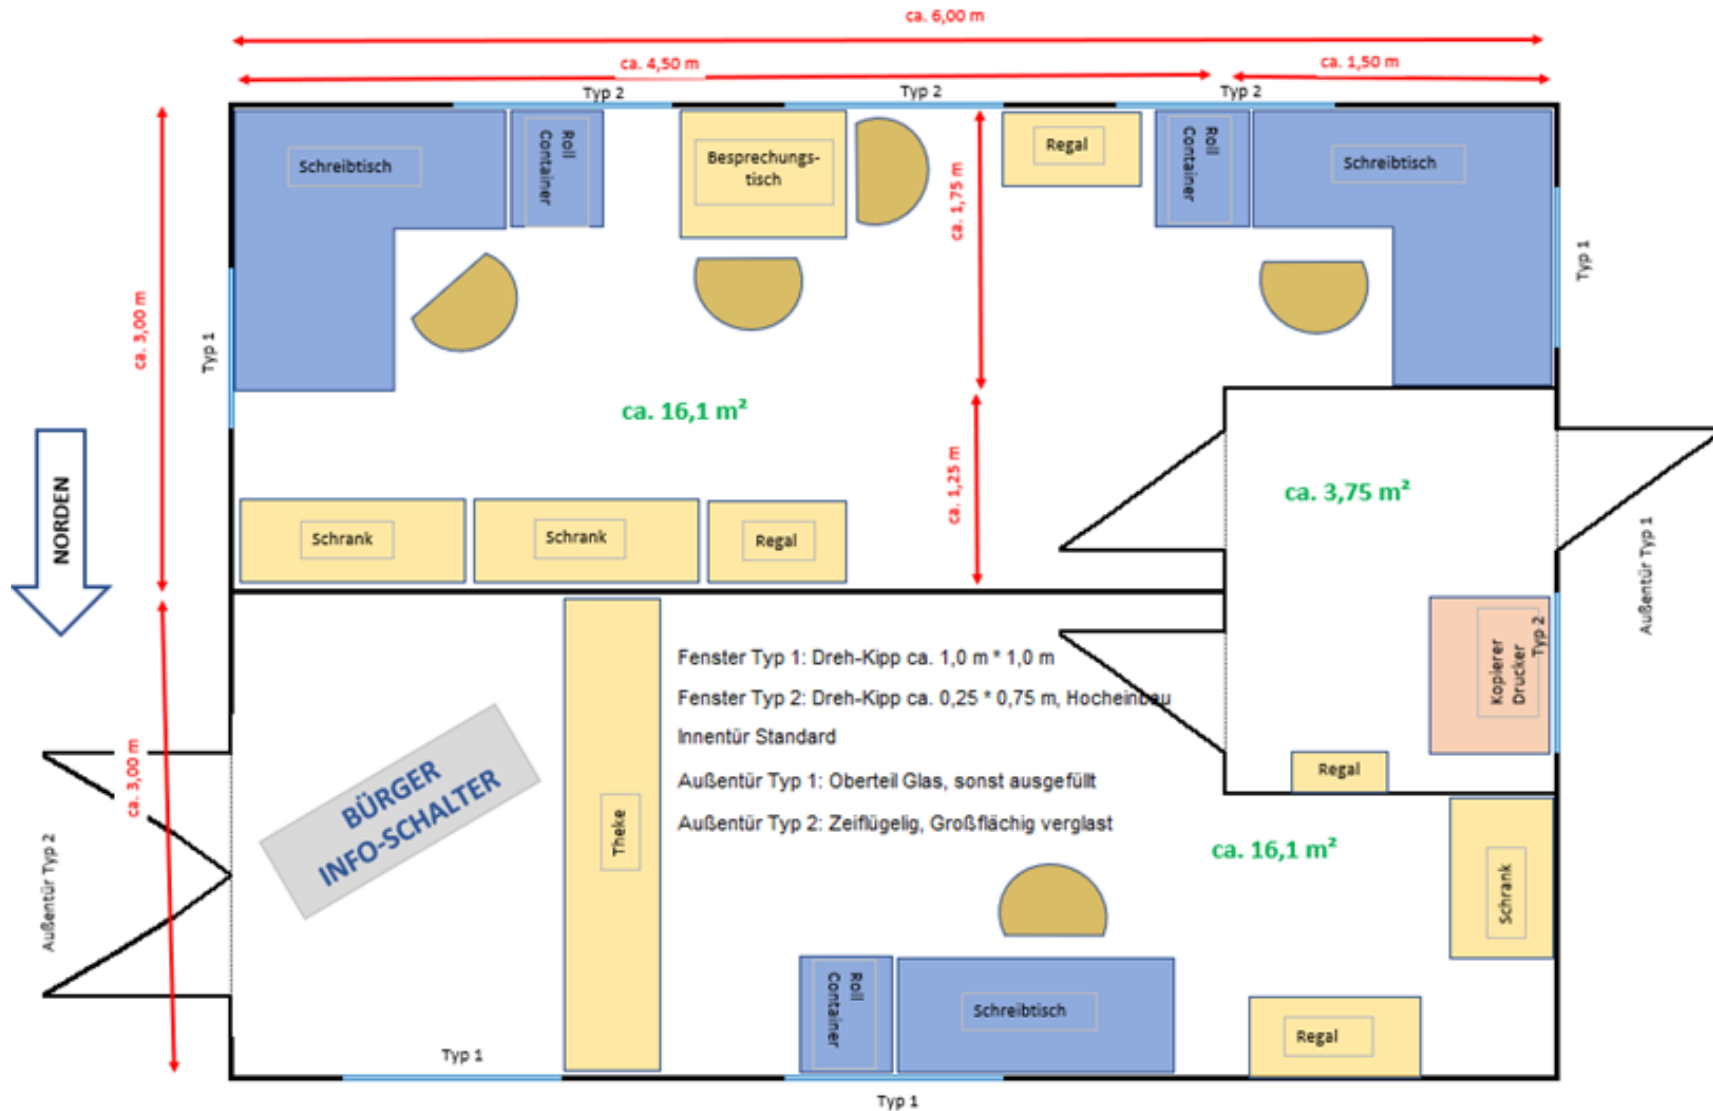 ca. 6,00 m
ca. 4,50 m
ca. 1,50 m
Typ 2
Typ 2
Typ 2
Schreibtisch
Roll
Container
Besprechungs-
tisch
Regal
Roll
Container
Schreibtisch
ca. 1,75 m
Typ 1
ca. 3,00 m
Typ 1
ca. 16,1 m²
NORDEN
ca. 1,25 m
ca. 3,75 m²
Schrank
Schrank
Regal
Außentür Typ 1
Fenster Typ 1: Dreh-Kipp ca. 1,0 m * 1,0 m
Fenster Typ 2: Dreh-Kipp ca. 0,25 * 0,75 m, Hocheinbau
Innentür Standard
Außentür Typ 1: Oberteil Glas, sonst ausgefüllt
Außentür Typ 2: Zeiflügelig, Großflächig verglast
Kopierer
Drucker
Typ 2
Regal
ca. 3,00 m
BÜRGER
INFO-SCHALTER
Theke
ca. 16,1 m²
Außentür Typ 2
Schrank
Roll
Container
Schreibtisch
Regal
Typ 1
Typ 1